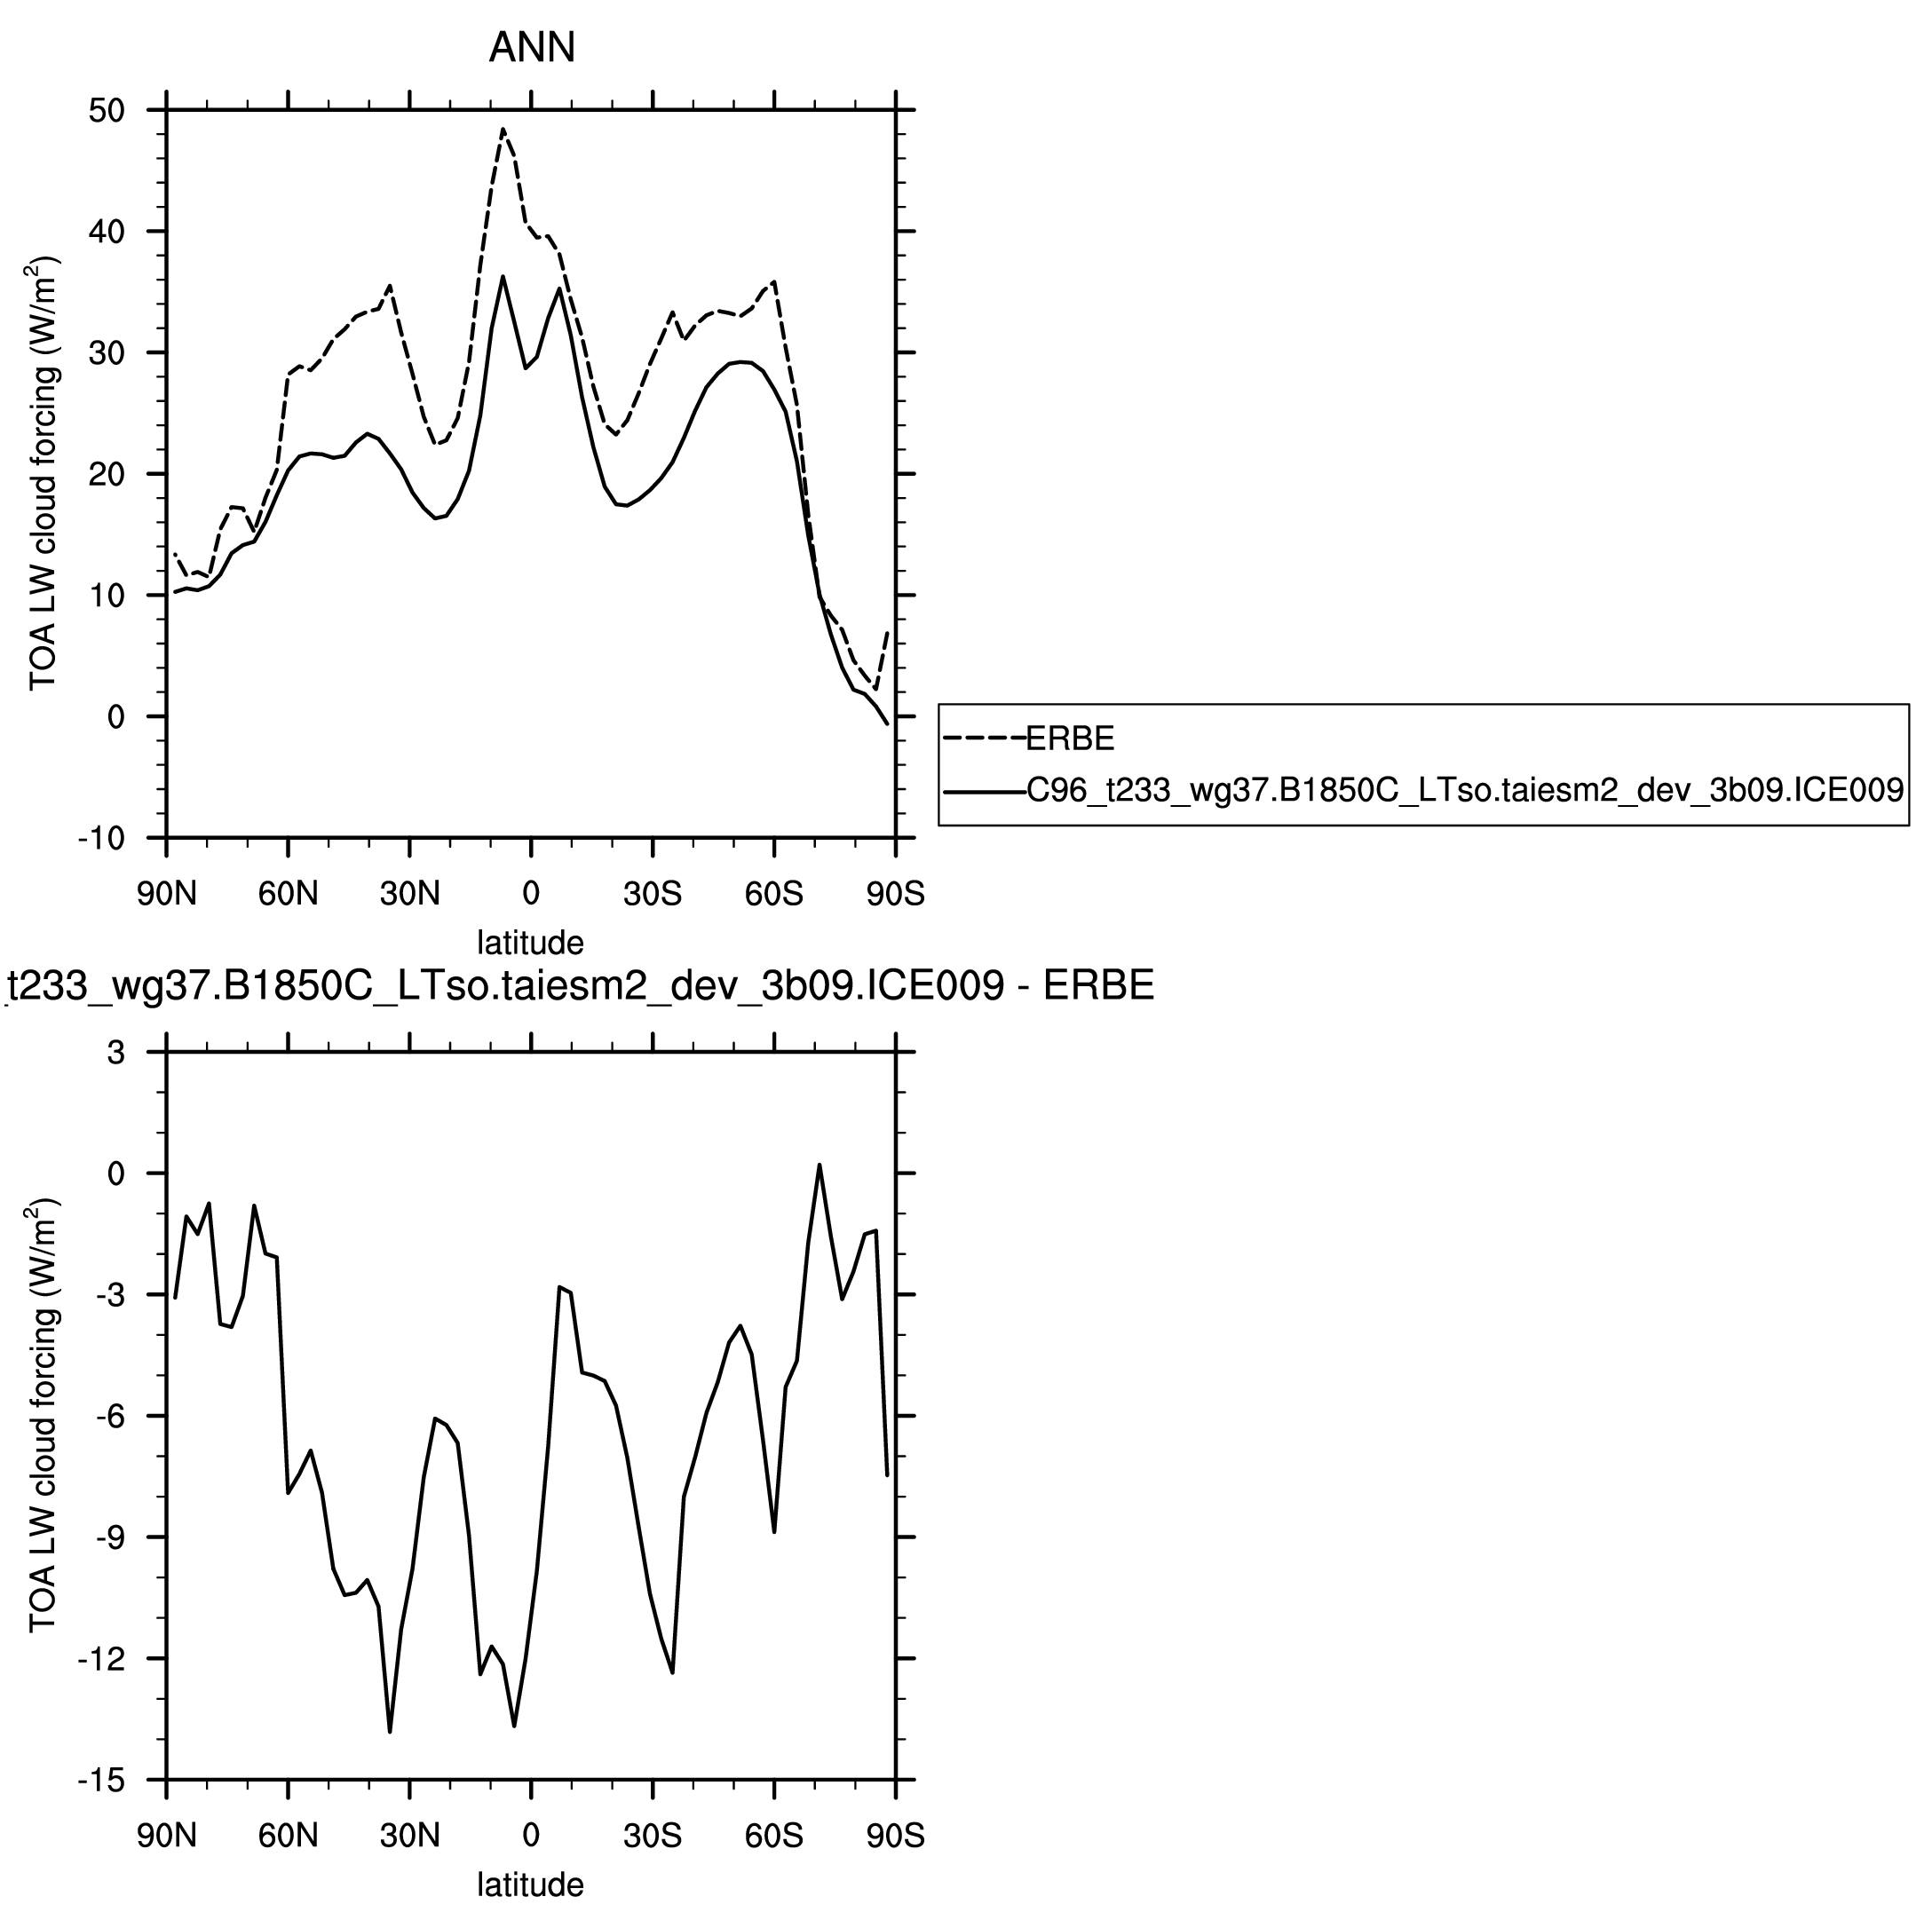 ANN
50
40
30
20
10
0
-10
TOA LW cloud forcing (W/m2)
90N 60N 30N 0 30S 60S 90S
latitude
ERBE
C96_t233_wg37.B1850C_LTso.taiesm2_dev_3b09.ICE009
t233_wg37.B1850C_LTso.taiesm2_dev_3b09.ICE009 - ERBE
3
0
-3
-6
-9
-12
-15
TOA LW cloud forcing (W/m2)
90N 60N 30N 0 30S 60S 90S
latitude